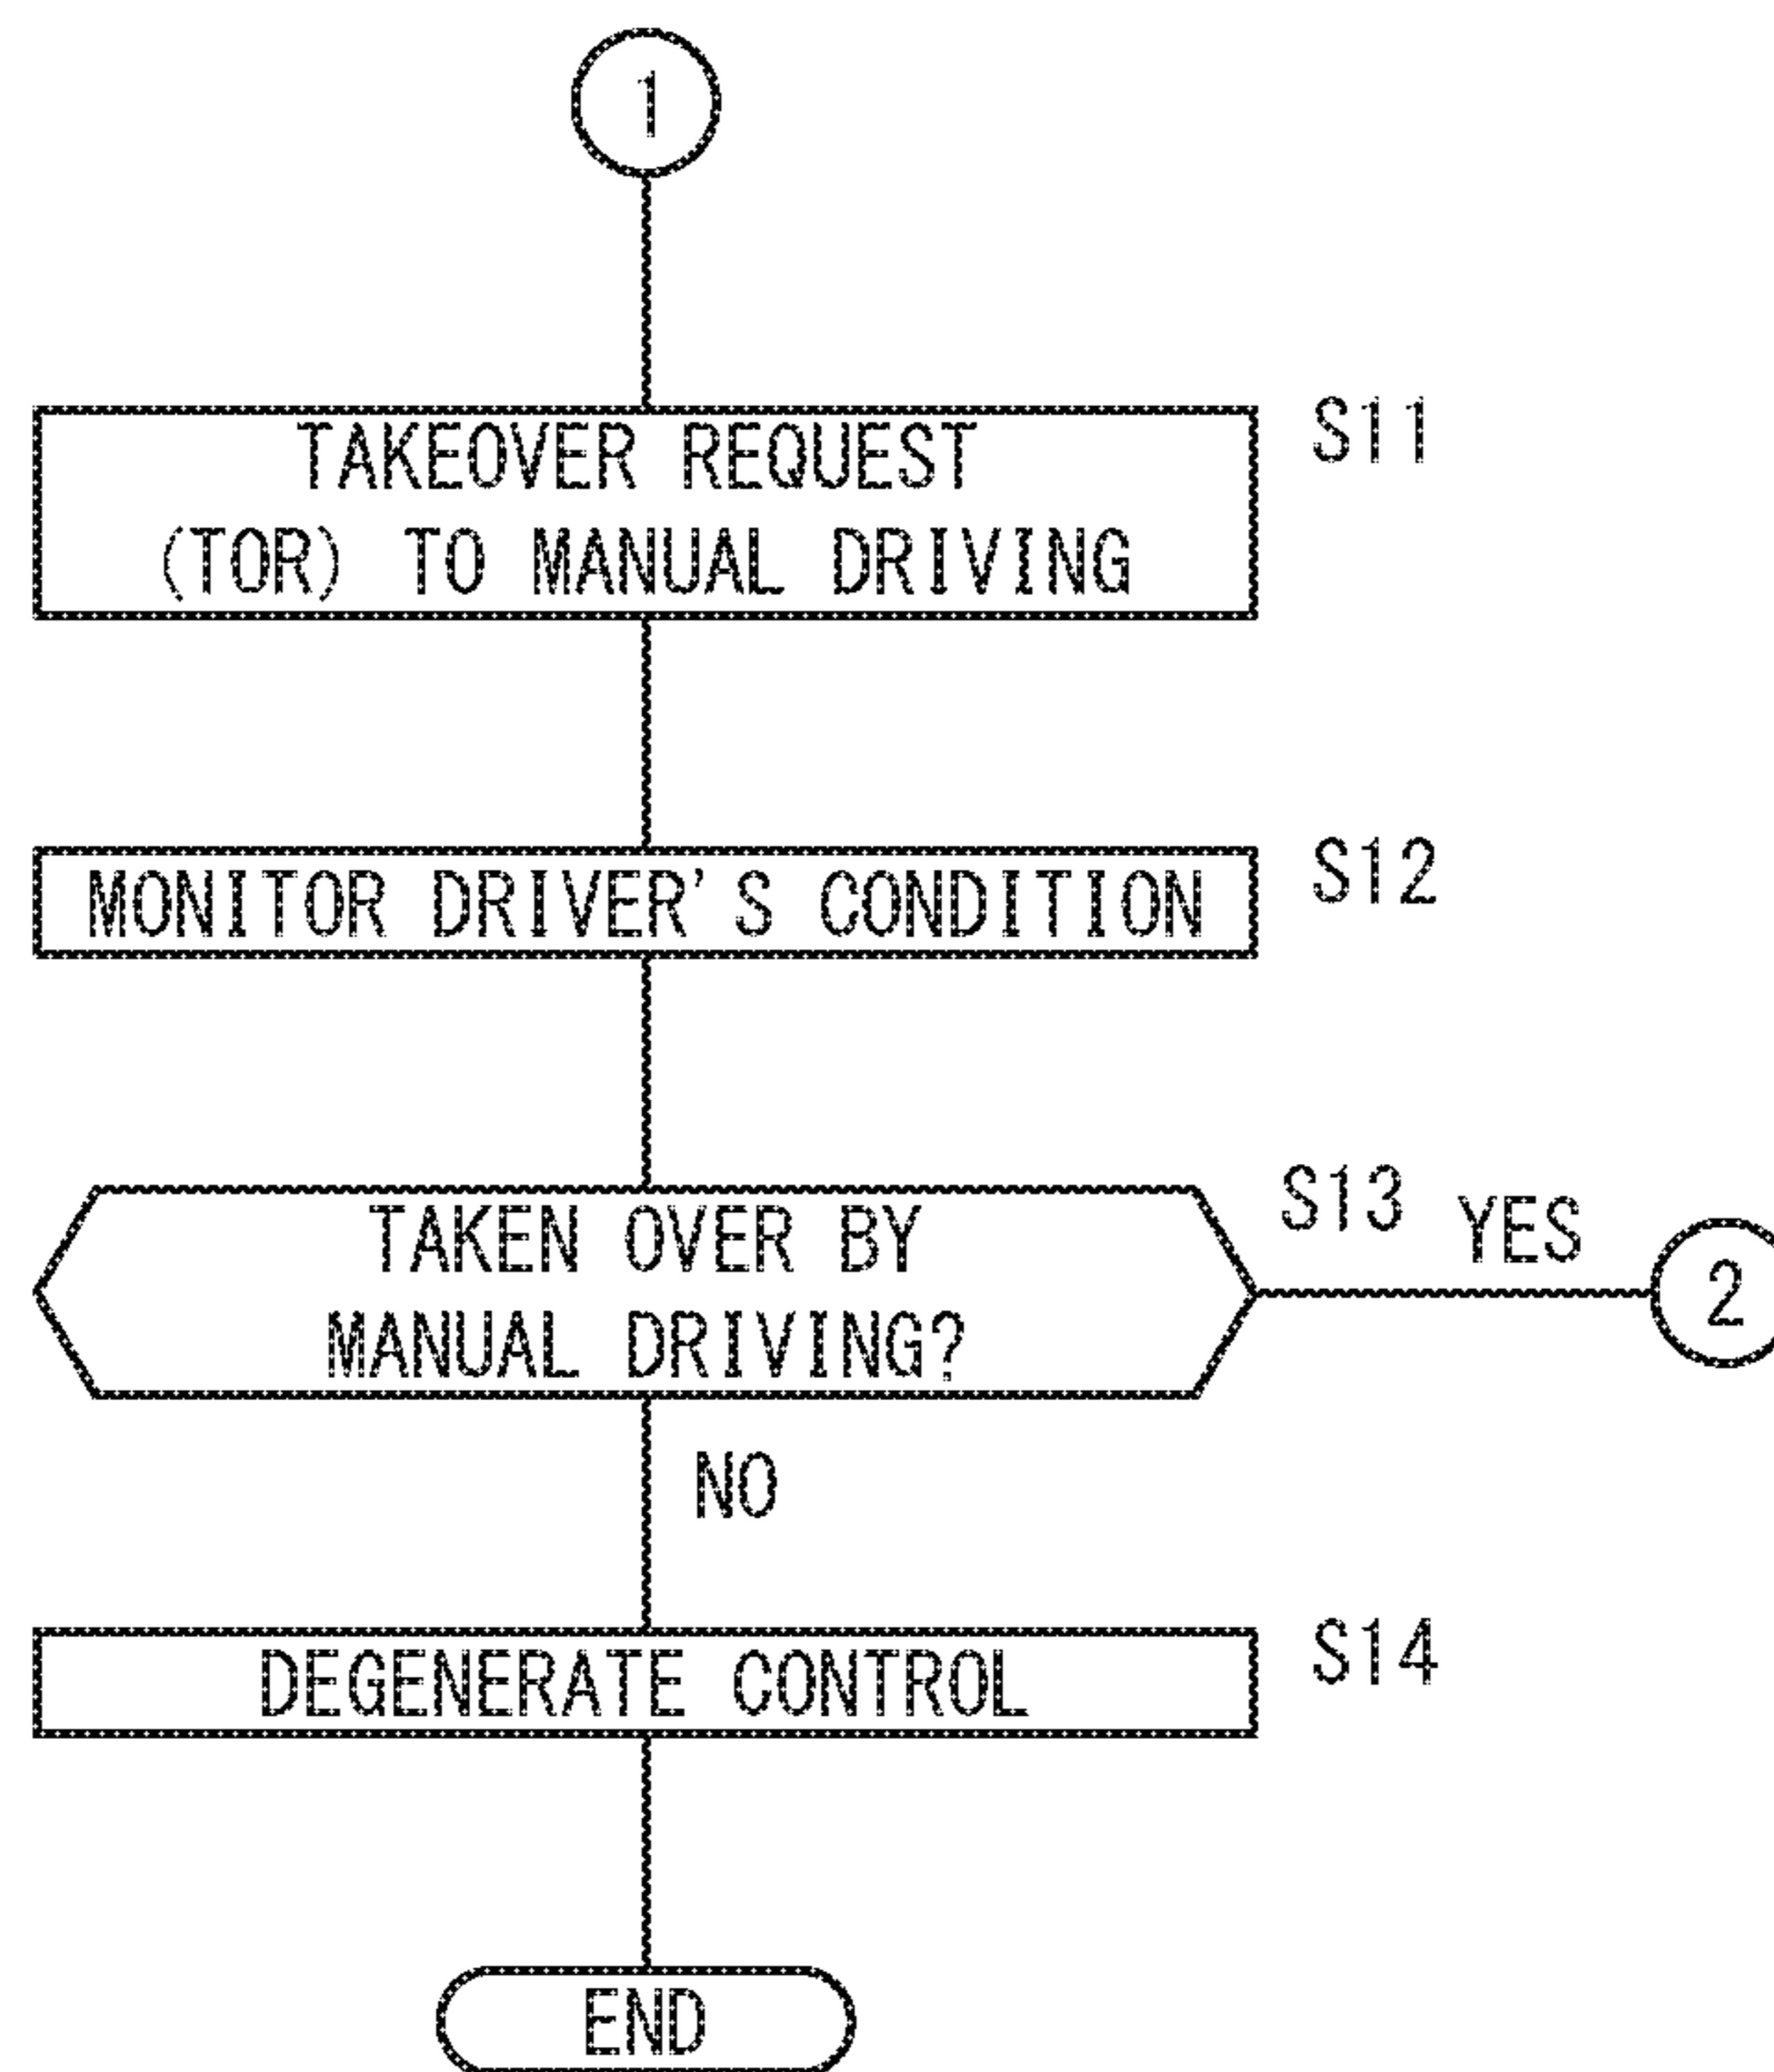 1
TAKEOVER REQUEST
(TOR) TO MANUAL DRIVING
S11
MONITOR DRIVER'S CONDITION
S12
TAKEN OVER BY
MANUAL DRIVING?
S13
YES
2
NO
DEGENERATE CONTROL
S14
END